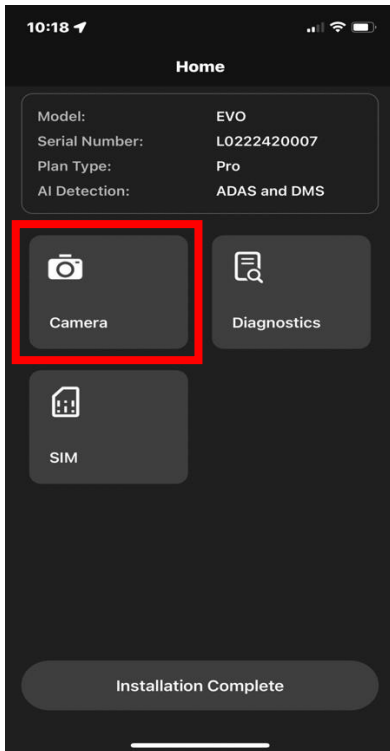 10:18
Home
Model: EVO
Serial Number: L0222420007
Plan Type: Pro
AI Detection: ADAS and DMS
Camera
Diagnostics
SIM
Installation Complete